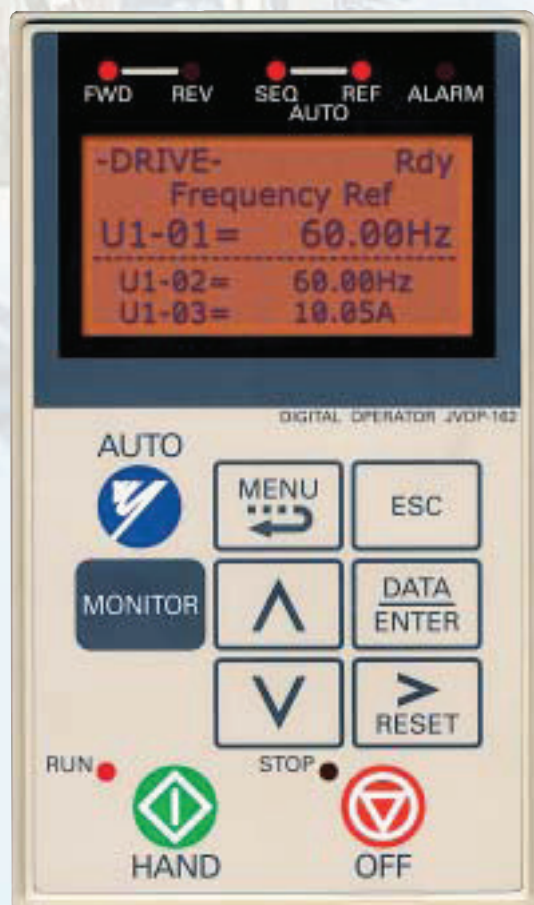 FWD REV SEQ REF ALARM
AUTO
-DRIVE- Rdy
Frequency Ref
U1-01= 60.00Hz
U1-02= 60.00Hz
U1-03= 10.05A
DIGITAL OPERATOR JVOP-162
AUTO
MENU
ESC
MONITOR
DATA
ENTER
RESET
RUN
STOP
HAND
OFF